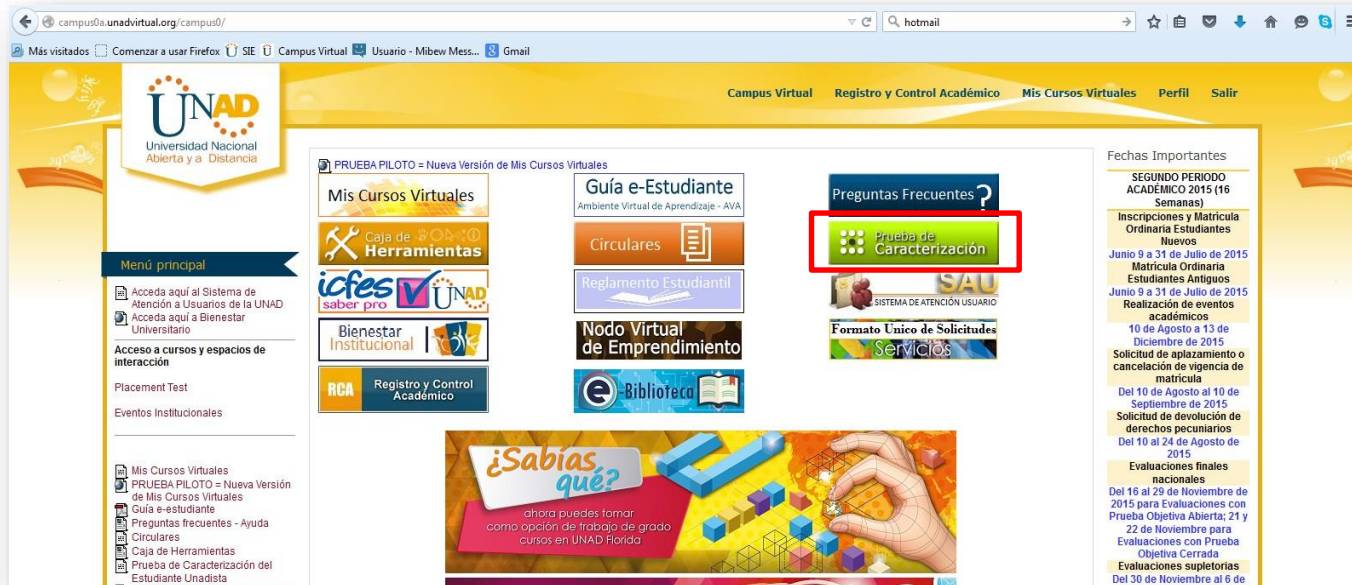 campus0a.unadvirtual.org/campus0/
hotmail
Más visitados Comenzar a usar Firefox SIE Campus Virtual Usuario - Mibew Mess... Gmail
UNAD
Universidad Nacional
Abierta y a Distancia
Campus Virtual Registro y Control Académico Mis Cursos Virtuales Perfil Salir
Menú principal
Acceda aquí al Sistema de
Atención a Usuarios de la UNAD
Acceda aquí a Bienestar
Universitario
Acceso a cursos y espacios de
interacción
Placement Test
Eventos Institucionales
Mis Cursos Virtuales
PRUEBA PILOTO = Nueva Versión
de Mis Cursos Virtuales
Guía e-estudiante
Preguntas frecuentes - Ayuda
Circulares
Caja de Herramientas
Prueba de Caracterización del
Estudiante Unadista
PRUEBA PILOTO = Nueva Versión de Mis Cursos Virtuales
Mis Cursos Virtuales
Guía e-Estudiante
Ambiente Virtual de Aprendizaje - AVA
Preguntas Frecuentes ?
Caja de
Herramientas
Circulares
Prueba de
Caracterización
icfes
saber pro
UNAD
Reglamento Estudiantil
SAU
SISTEMA DE ATENCIÓN USUARIO
Bienestar
Institucional
Nodo Virtual
de Emprendimiento
Formato Unico de Solicitudes
Servicios
RCA Registro y Control
Académico
e-Biblioteca
¿Sabías
qué?
ahora puedes tomar
como opción de trabajo de grado
cursos en UNAD Florida
Fechas Importantes
SEGUNDO PERIODO
ACADÉMICO 2015 (16
Semanas)
Inscripciones y Matrícula
Ordinaria Estudiantes
Nuevos
Junio 9 a 31 de Julio de 2015
Matrícula Ordinaria
Estudiantes Antiguos
Junio 9 a 31 de Julio de 2015
Realización de eventos
académicos
10 de Agosto a 13 de
Diciembre de 2015
Solicitud de aplazamiento o
cancelación de vigencia de
matricula
Del 10 de Agosto al 10 de
Septiembre de 2015
Solicitud de devolución de
derechos pecuniarios
Del 10 al 24 de Agosto de
2015
Evaluaciones finales
nacionales
Del 16 al 29 de Noviembre de
2015 para Evaluaciones con
Prueba Objetiva Abierta; 21 y
22 de Noviembre para
Evaluaciones con Prueba
Objetiva Cerrada
Evaluaciones supletorias
Del 30 de Noviembre al 6 de